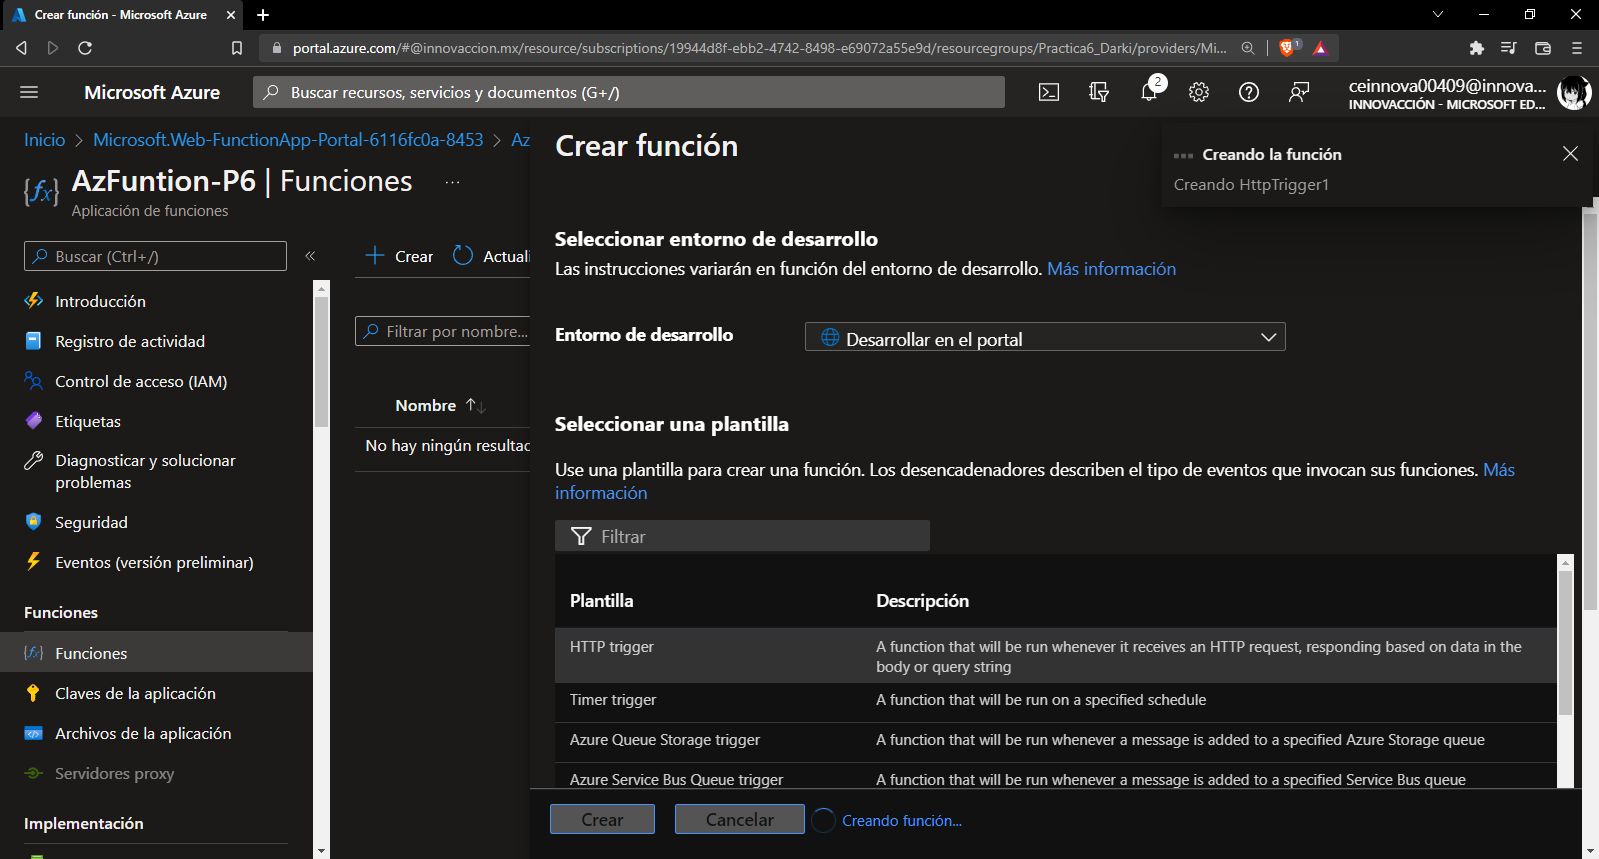 Crear función - Microsoft Azure
portal.azure.com/#@innovaccion.mx/resource/subscriptions/19944d8f-ebb2-4742-8498-e69072a55e9d/resourcegroups/Practica6_Darki/providers/Mi...
1
Microsoft Azure
Buscar recursos, servicios y documentos (G+/)
2
ceinnova00409@innova...
INNOVACCIÓN - MICROSOFT ED...
Inicio > Microsoft.Web-FunctionApp-Portal-6116fc0a-8453 > Az
{fx}
AzFuntion-P6 | Funciones
...
Aplicación de funciones
Buscar (Ctrl+/)
«
Introducción
Registro de actividad
Control de acceso (IAM)
Etiquetas
Diagnosticar y solucionar
problemas
Seguridad
Eventos (versión preliminar)
Funciones
Funciones
Claves de la aplicación
Archivos de la aplicación
Servidores proxy
Implementación
Crear
Actuali
Filtrar por nombre...
Nombre ↑↓
No hay ningún resultad
Crear función
Creando la función
Creando HttpTrigger1
Seleccionar entorno de desarrollo
Las instrucciones variarán en función del entorno de desarrollo. Más información
Entorno de desarrollo
Desarrollar en el portal
Seleccionar una plantilla
Use una plantilla para crear una función. Los desencadenadores describen el tipo de eventos que invocan sus funciones. Más
información
Filtrar
Plantilla Descripción
HTTP trigger A function that will be run whenever it receives an HTTP request, responding based on data in the
body or query string
Timer trigger A function that will be run on a specified schedule
Azure Queue Storage trigger A function that will be run whenever a message is added to a specified Azure Storage queue
Azure Service Bus Queue trigger A function that will be run whenever a message is added to a specified Service Bus queue
Crear
Cancelar
Creando función...